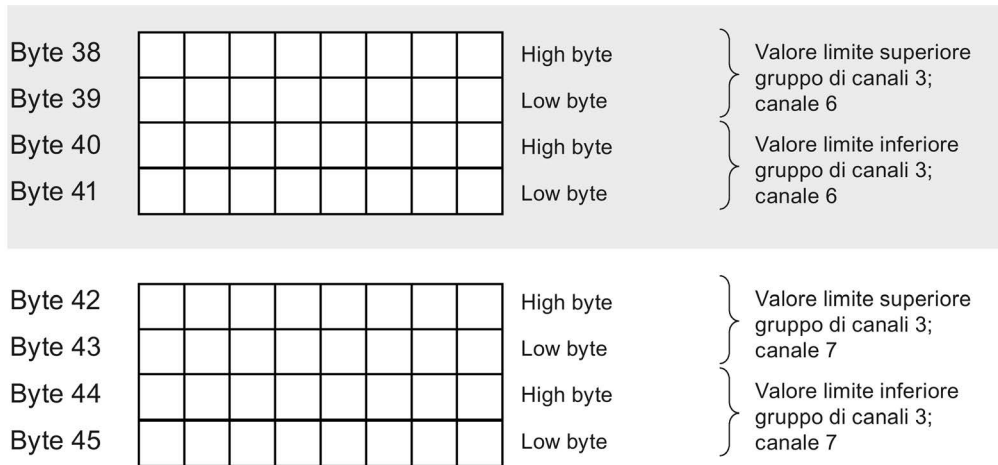 Byte 38 High byte Valore limite superiore
gruppo di canali 3;
Byte 39 Low byte canale 6
Byte 40 High byte Valore limite inferiore
gruppo di canali 3;
Byte 41 Low byte canale 6
Byte 42 High byte Valore limite superiore
gruppo di canali 3;
Byte 43 Low byte canale 7
Byte 44 High byte Valore limite inferiore
gruppo di canali 3;
Byte 45 Low byte canale 7